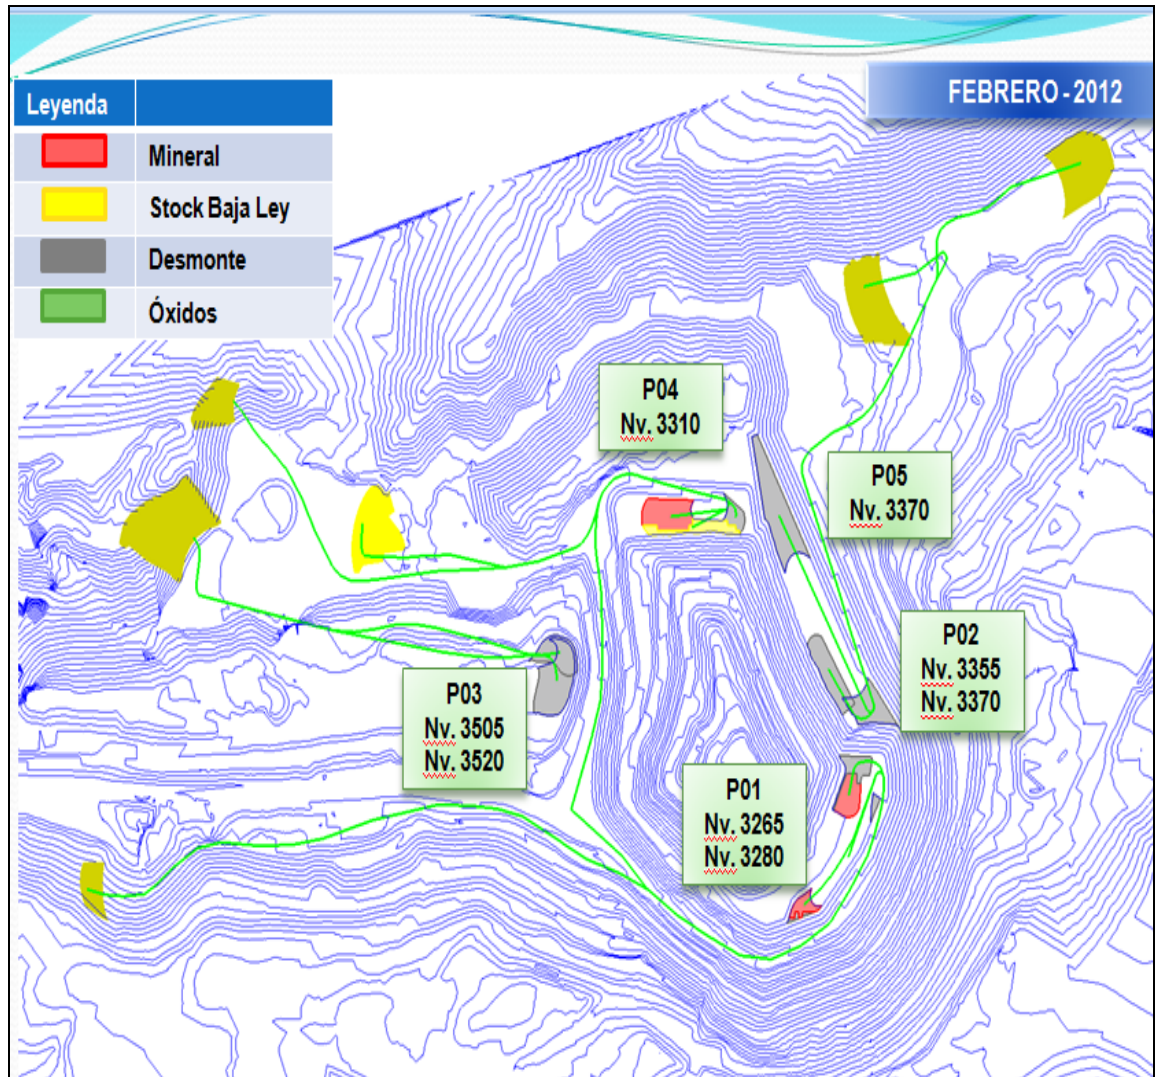 FEBRERO - 2012
Leyenda
Mineral
Stock Baja Ley
Desmonte
Óxidos
P04
Nv. 3310
P05
Nv. 3370
P02
Nv. 3355
Nv. 3370
P03
Nv. 3505
Nv. 3520
P01
Nv. 3265
Nv. 3280